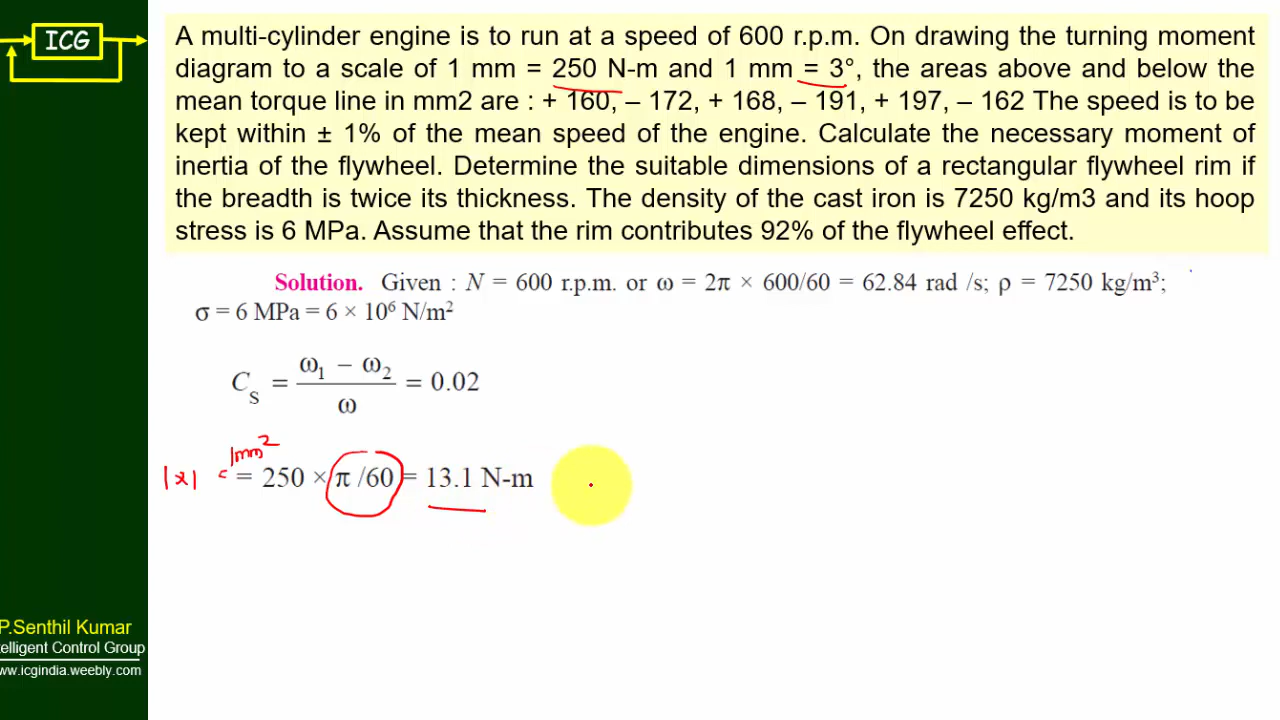 ICG
A multi-cylinder engine is to run at a speed of 600 r.p.m. On drawing the turning moment
diagram to a scale of 1 mm = 250 N-m and 1 mm = 3°, the areas above and below the
mean torque line in mm2 are : + 160, – 172, + 168, – 191, + 197, – 162 The speed is to be
kept within ± 1% of the mean speed of the engine. Calculate the necessary moment of
inertia of the flywheel. Determine the suitable dimensions of a rectangular flywheel rim if
the breadth is twice its thickness. The density of the cast iron is 7250 kg/m3 and its hoop
stress is 6 MPa. Assume that the rim contributes 92% of the flywheel effect.
Solution. Given : N = 600 r.p.m. or ω = 2π × 600/60 = 62.84 rad /s; ρ = 7250 kg/m³;
σ = 6 MPa = 6 × 10⁶ N/m²
C_S = (ω₁ – ω₂)/ω = 0.02
1mm²
1×1 = = 250 × π /60 = 13.1 N-m
P.Senthil Kumar
elligent Control Group
ww.icgindia.weebly.com